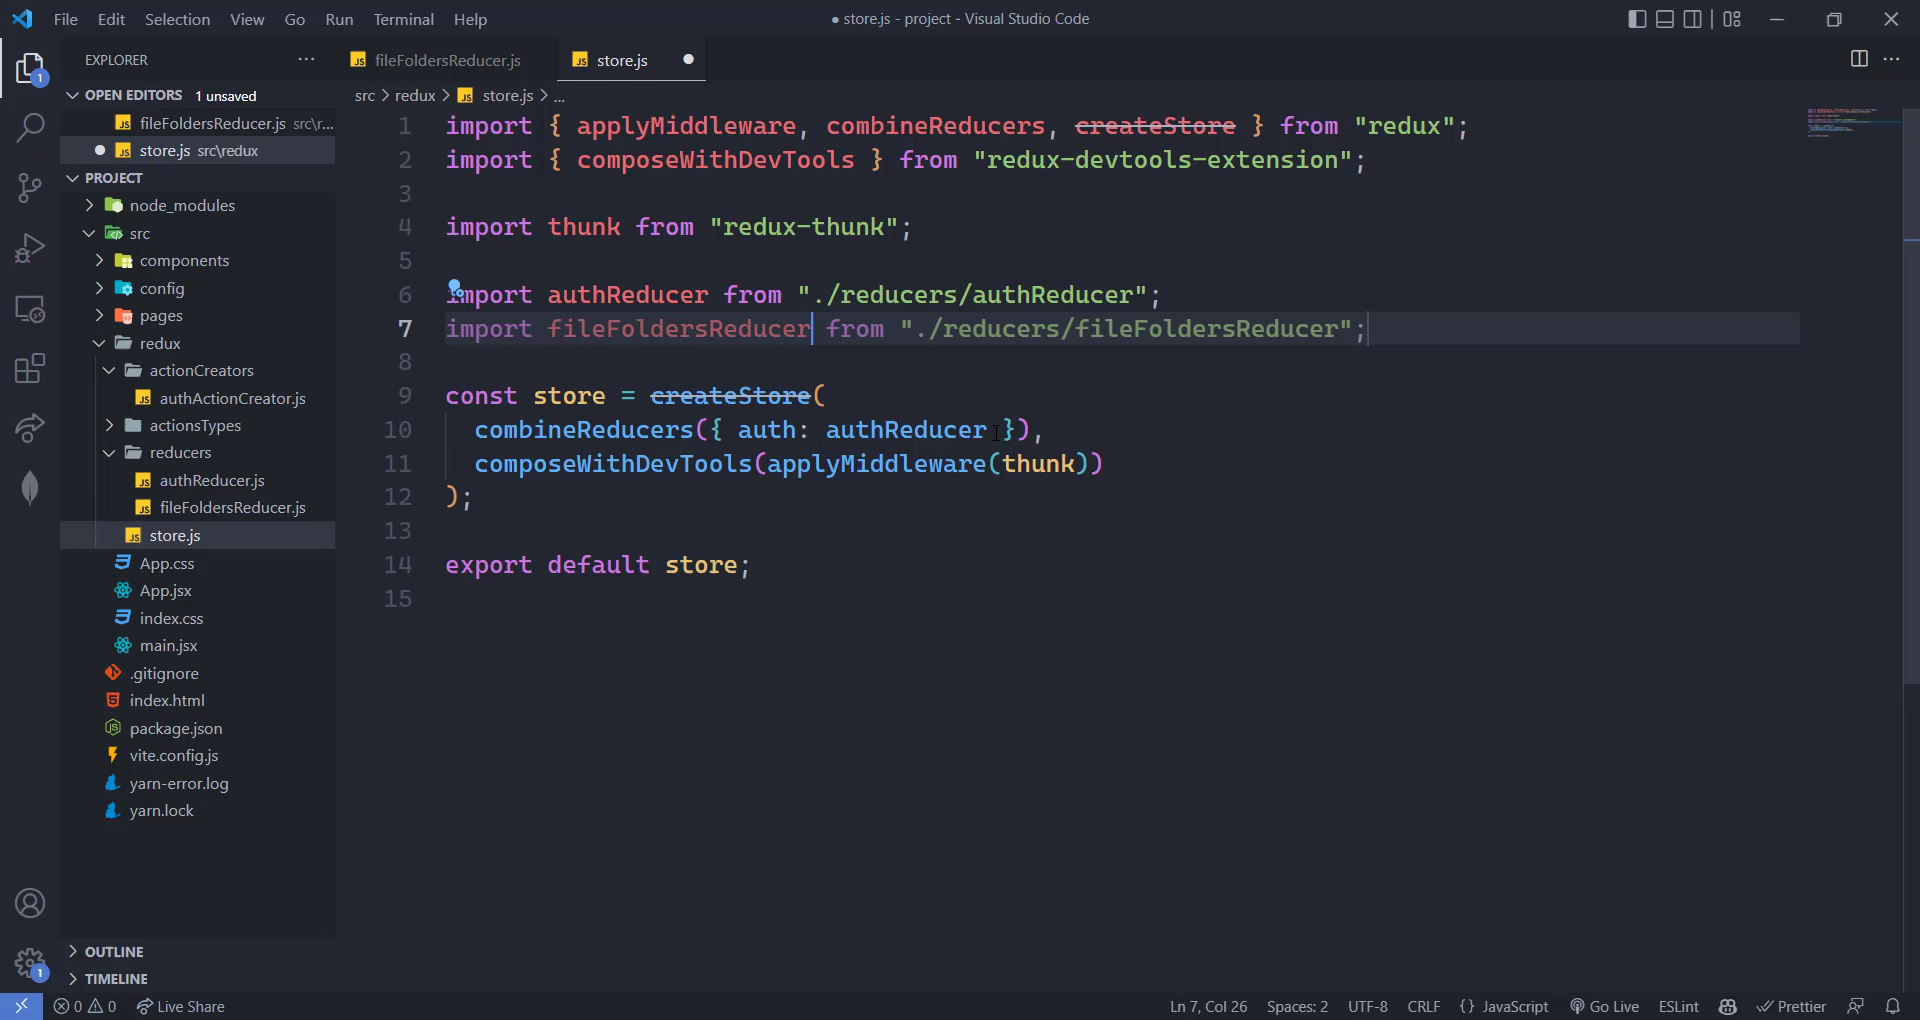 File Edit Selection View Go Run Terminal Help
● store.js - project - Visual Studio Code
EXPLORER
fileFoldersReducer.js
store.js
OPEN EDITORS 1 unsaved
fileFoldersReducer.js src\r...
store.js src\redux
PROJECT
node_modules
src
components
config
pages
redux
actionCreators
authActionCreator.js
actionsTypes
reducers
authReducer.js
fileFoldersReducer.js
store.js
App.css
App.jsx
index.css
main.jsx
.gitignore
index.html
package.json
vite.config.js
yarn-error.log
yarn.lock
OUTLINE
TIMELINE
1
1
src > redux > store.js > ...
1 import { applyMiddleware, combineReducers, createStore } from "redux";
2 import { composeWithDevTools } from "redux-devtools-extension";
3
4 import thunk from "redux-thunk";
5
6 import authReducer from "./reducers/authReducer";
7 import fileFoldersReducer from "./reducers/fileFoldersReducer";
8
9 const store = createStore(
10 combineReducers({ auth: authReducer }),
11 composeWithDevTools(applyMiddleware(thunk))
12 );
13
14 export default store;
15
0 0 Live Share
Ln 7, Col 26 Spaces: 2 UTF-8 CRLF {} JavaScript Go Live ESLint Prettier